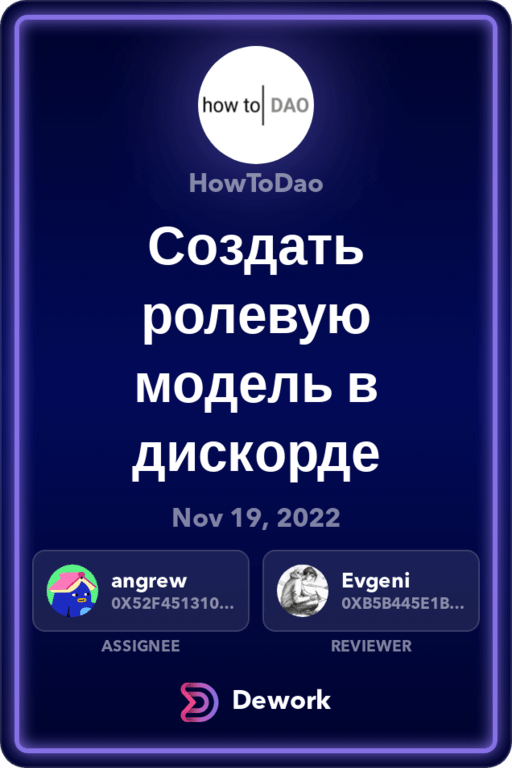 how to DAO
HowToDao
Создать
ролевую
модель в
дискорде
Nov 19, 2022
angrew
0X52F451310...
Evgeni
0XB5B445E1B...
ASSIGNEE
REVIEWER
Dework